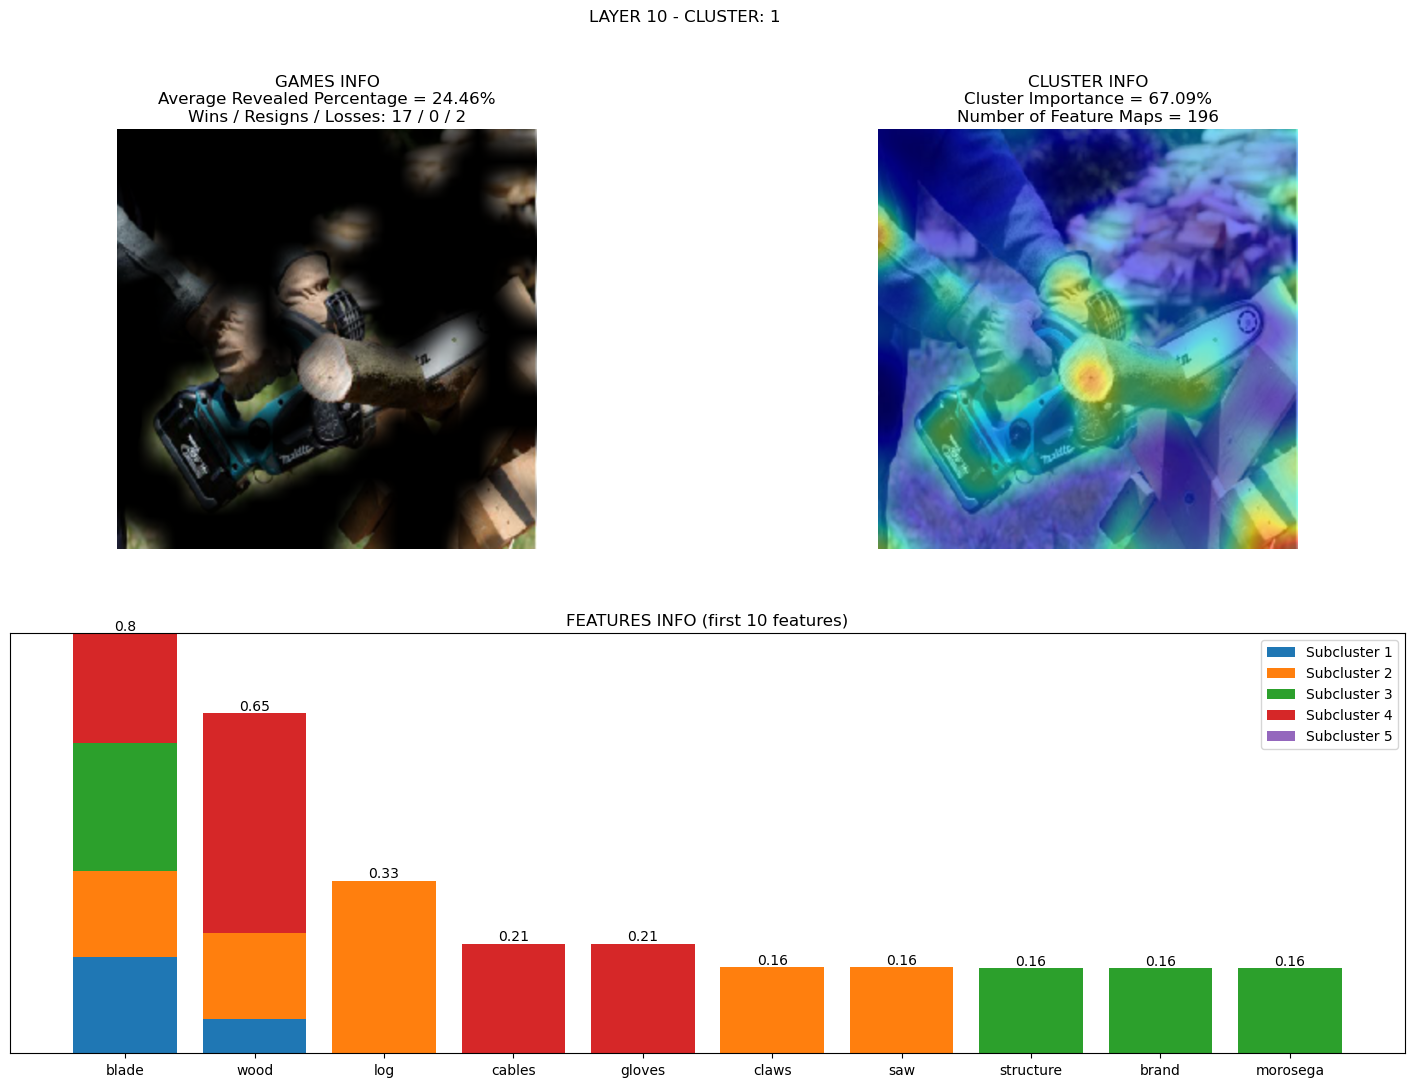 LAYER 10 - CLUSTER: 1
GAMES INFO
Average Revealed Percentage = 24.46%
Wins / Resigns / Losses: 17 / 0 / 2
CLUSTER INFO
Cluster Importance = 67.09%
Number of Feature Maps = 196
makita
makita
FEATURES INFO (first 10 features)
0.8
0.65
0.33
0.21
0.21
0.16
0.16
0.16
0.16
0.16
Subcluster 1
Subcluster 2
Subcluster 3
Subcluster 4
Subcluster 5
blade
wood
log
cables
gloves
claws
saw
structure
brand
morosega